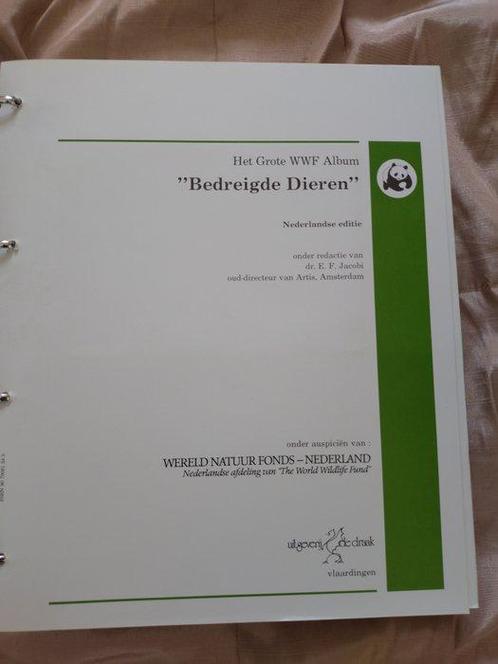 Het Grote WWF Album
”Bedreigde Dieren”
Nederlandse editie
onder redactie van
dr. E. F. Jacobi
oud-directeur van Artis, Amsterdam
onder auspiciën van :
WERELD NATUUR FONDS – NEDERLAND
Nederlandse afdeling van "The World Wildlife Fund"
uitgeverij de draak
vlaardingen